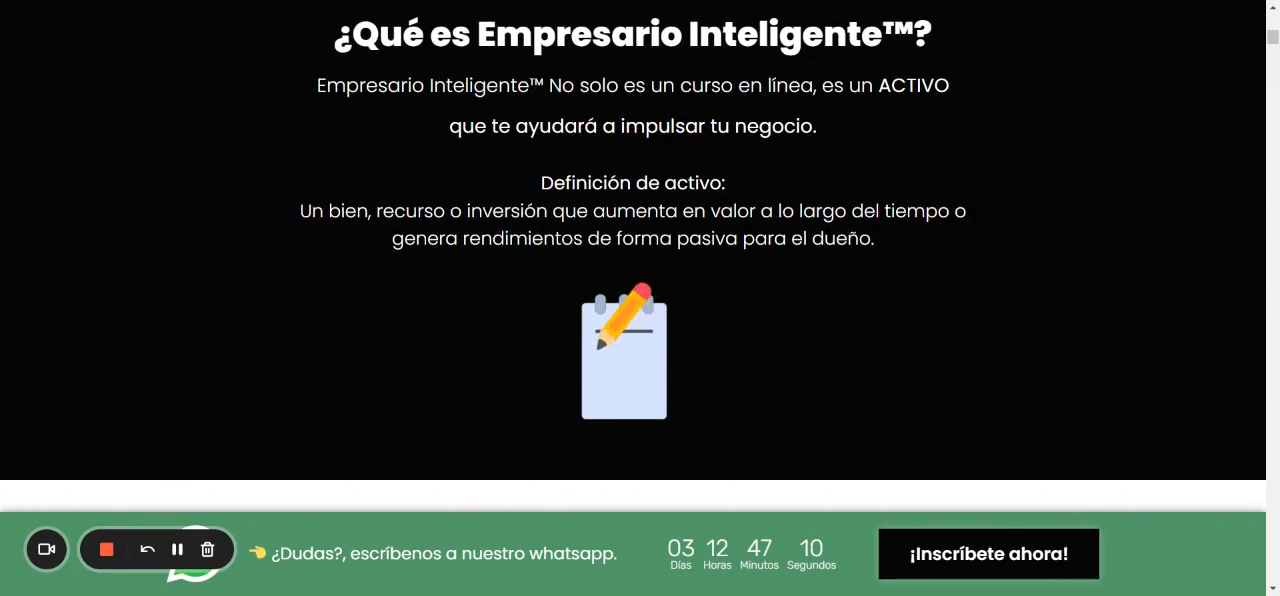 ¿Qué es Empresario Inteligente™?
Empresario Inteligente™ No solo es un curso en línea, es un ACTIVO
que te ayudará a impulsar tu negocio.
Definición de activo:
Un bien, recurso o inversión que aumenta en valor a lo largo del tiempo o
genera rendimientos de forma pasiva para el dueño.
👈 ¿Dudas?, escríbenos a nuestro whatsapp.
03 12 47 10
Días Horas Minutos Segundos
¡Inscríbete ahora!